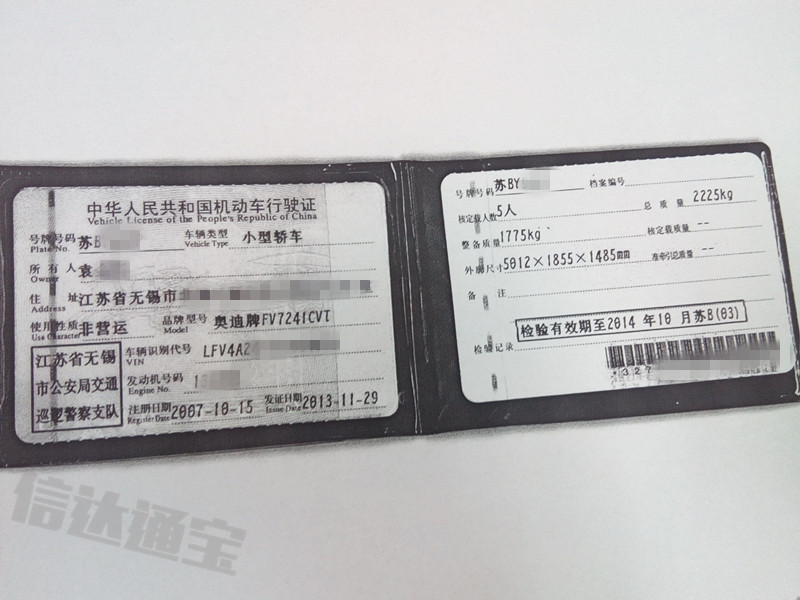 中华人民共和国机动车行驶证
Vehicle License of the People's Republic of China
号牌号码 苏B 车辆类型 小型轿车
Plate No. Vehicle Type
所有人 袁
Owner
住址 江苏省无锡市
Address
使用性质 非营运 品牌型号 奥迪牌FV7241CVT
Use Character Model
江苏省无锡
市公安局交通
巡逻警察支队
车辆识别代号 LFV4A2
VIN
发动机号码 1
Engine No.
注册日期 2007-10-15 发证日期 2013-11-29
Register Date Issue Date
号牌号码 苏BY 档案编号
核定载人数 5人 总质量 2225kg
整备质量 1775kg 核定载质量 --
外廓尺寸 5012×1855×1485mm 准牵引总质量 --
备注
检验有效期至2014年10月苏B(03)
检验记录
*327
信达通宝